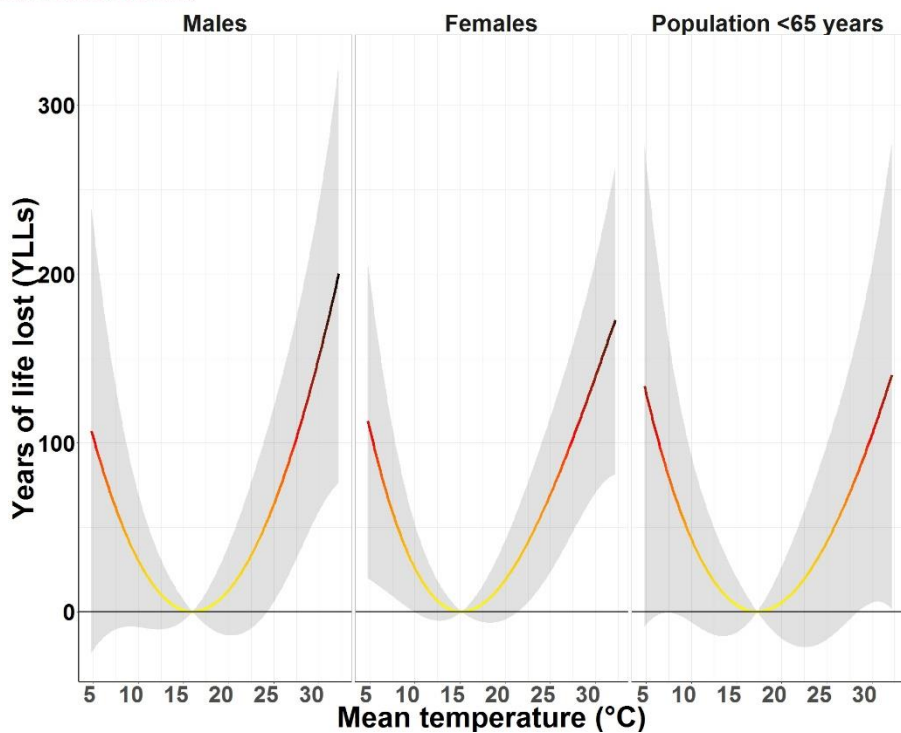 Males Females Population <65 years
Years of life lost (YLLs)
300
200
100
0
5 10 15 20 25 30 5 10 15 20 25 30 5 10 15 20 25 30
Mean temperature (°C)